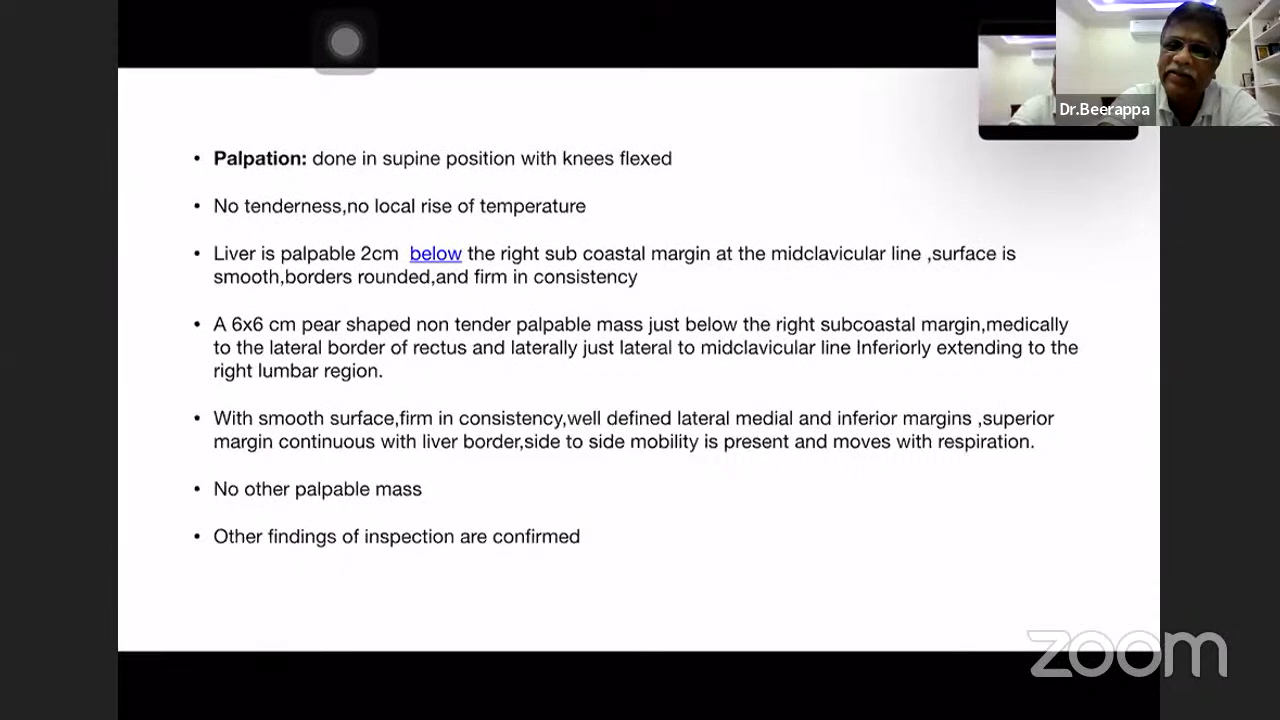 Dr.Beerappa
• Palpation: done in supine position with knees flexed
• No tenderness,no local rise of temperature
• Liver is palpable 2cm below the right sub coastal margin at the midclavicular line ,surface is
smooth,borders rounded,and firm in consistency
• A 6x6 cm pear shaped non tender palpable mass just below the right subcoastal margin,medically
to the lateral border of rectus and laterally just lateral to midclavicular line Inferiorly extending to the
right lumbar region.
• With smooth surface,firm in consistency,well defined lateral medial and inferior margins ,superior
margin continuous with liver border,side to side mobility is present and moves with respiration.
• No other palpable mass
• Other findings of inspection are confirmed
zoom